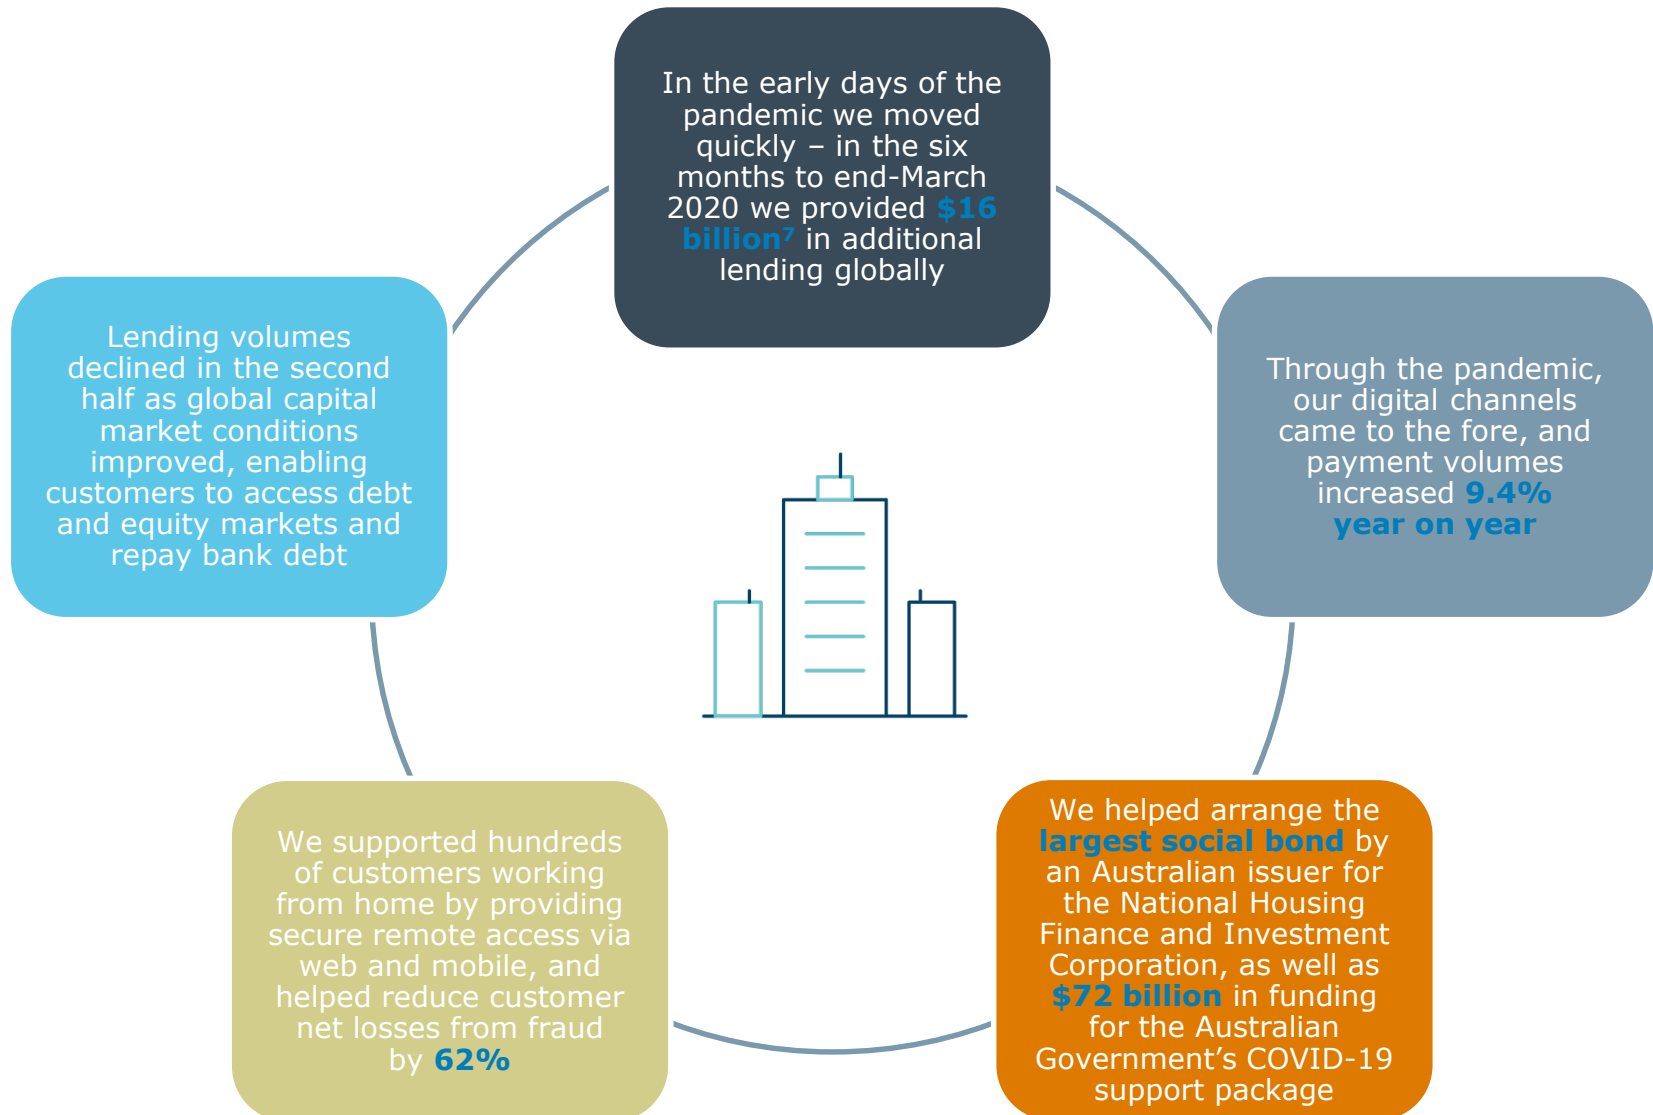 In the early days of the
pandemic we moved
quickly – in the six
months to end-March
2020 we provided $16
billion⁷ in additional
lending globally
Through the pandemic,
our digital channels
came to the fore, and
payment volumes
increased 9.4%
year on year
We helped arrange the
largest social bond by
an Australian issuer for
the National Housing
Finance and Investment
Corporation, as well as
$72 billion in funding
for the Australian
Government’s COVID-19
support package
We supported hundreds
of customers working
from home by providing
secure remote access via
web and mobile, and
helped reduce customer
net losses from fraud
by 62%
Lending volumes
declined in the second
half as global capital
market conditions
improved, enabling
customers to access debt
and equity markets and
repay bank debt